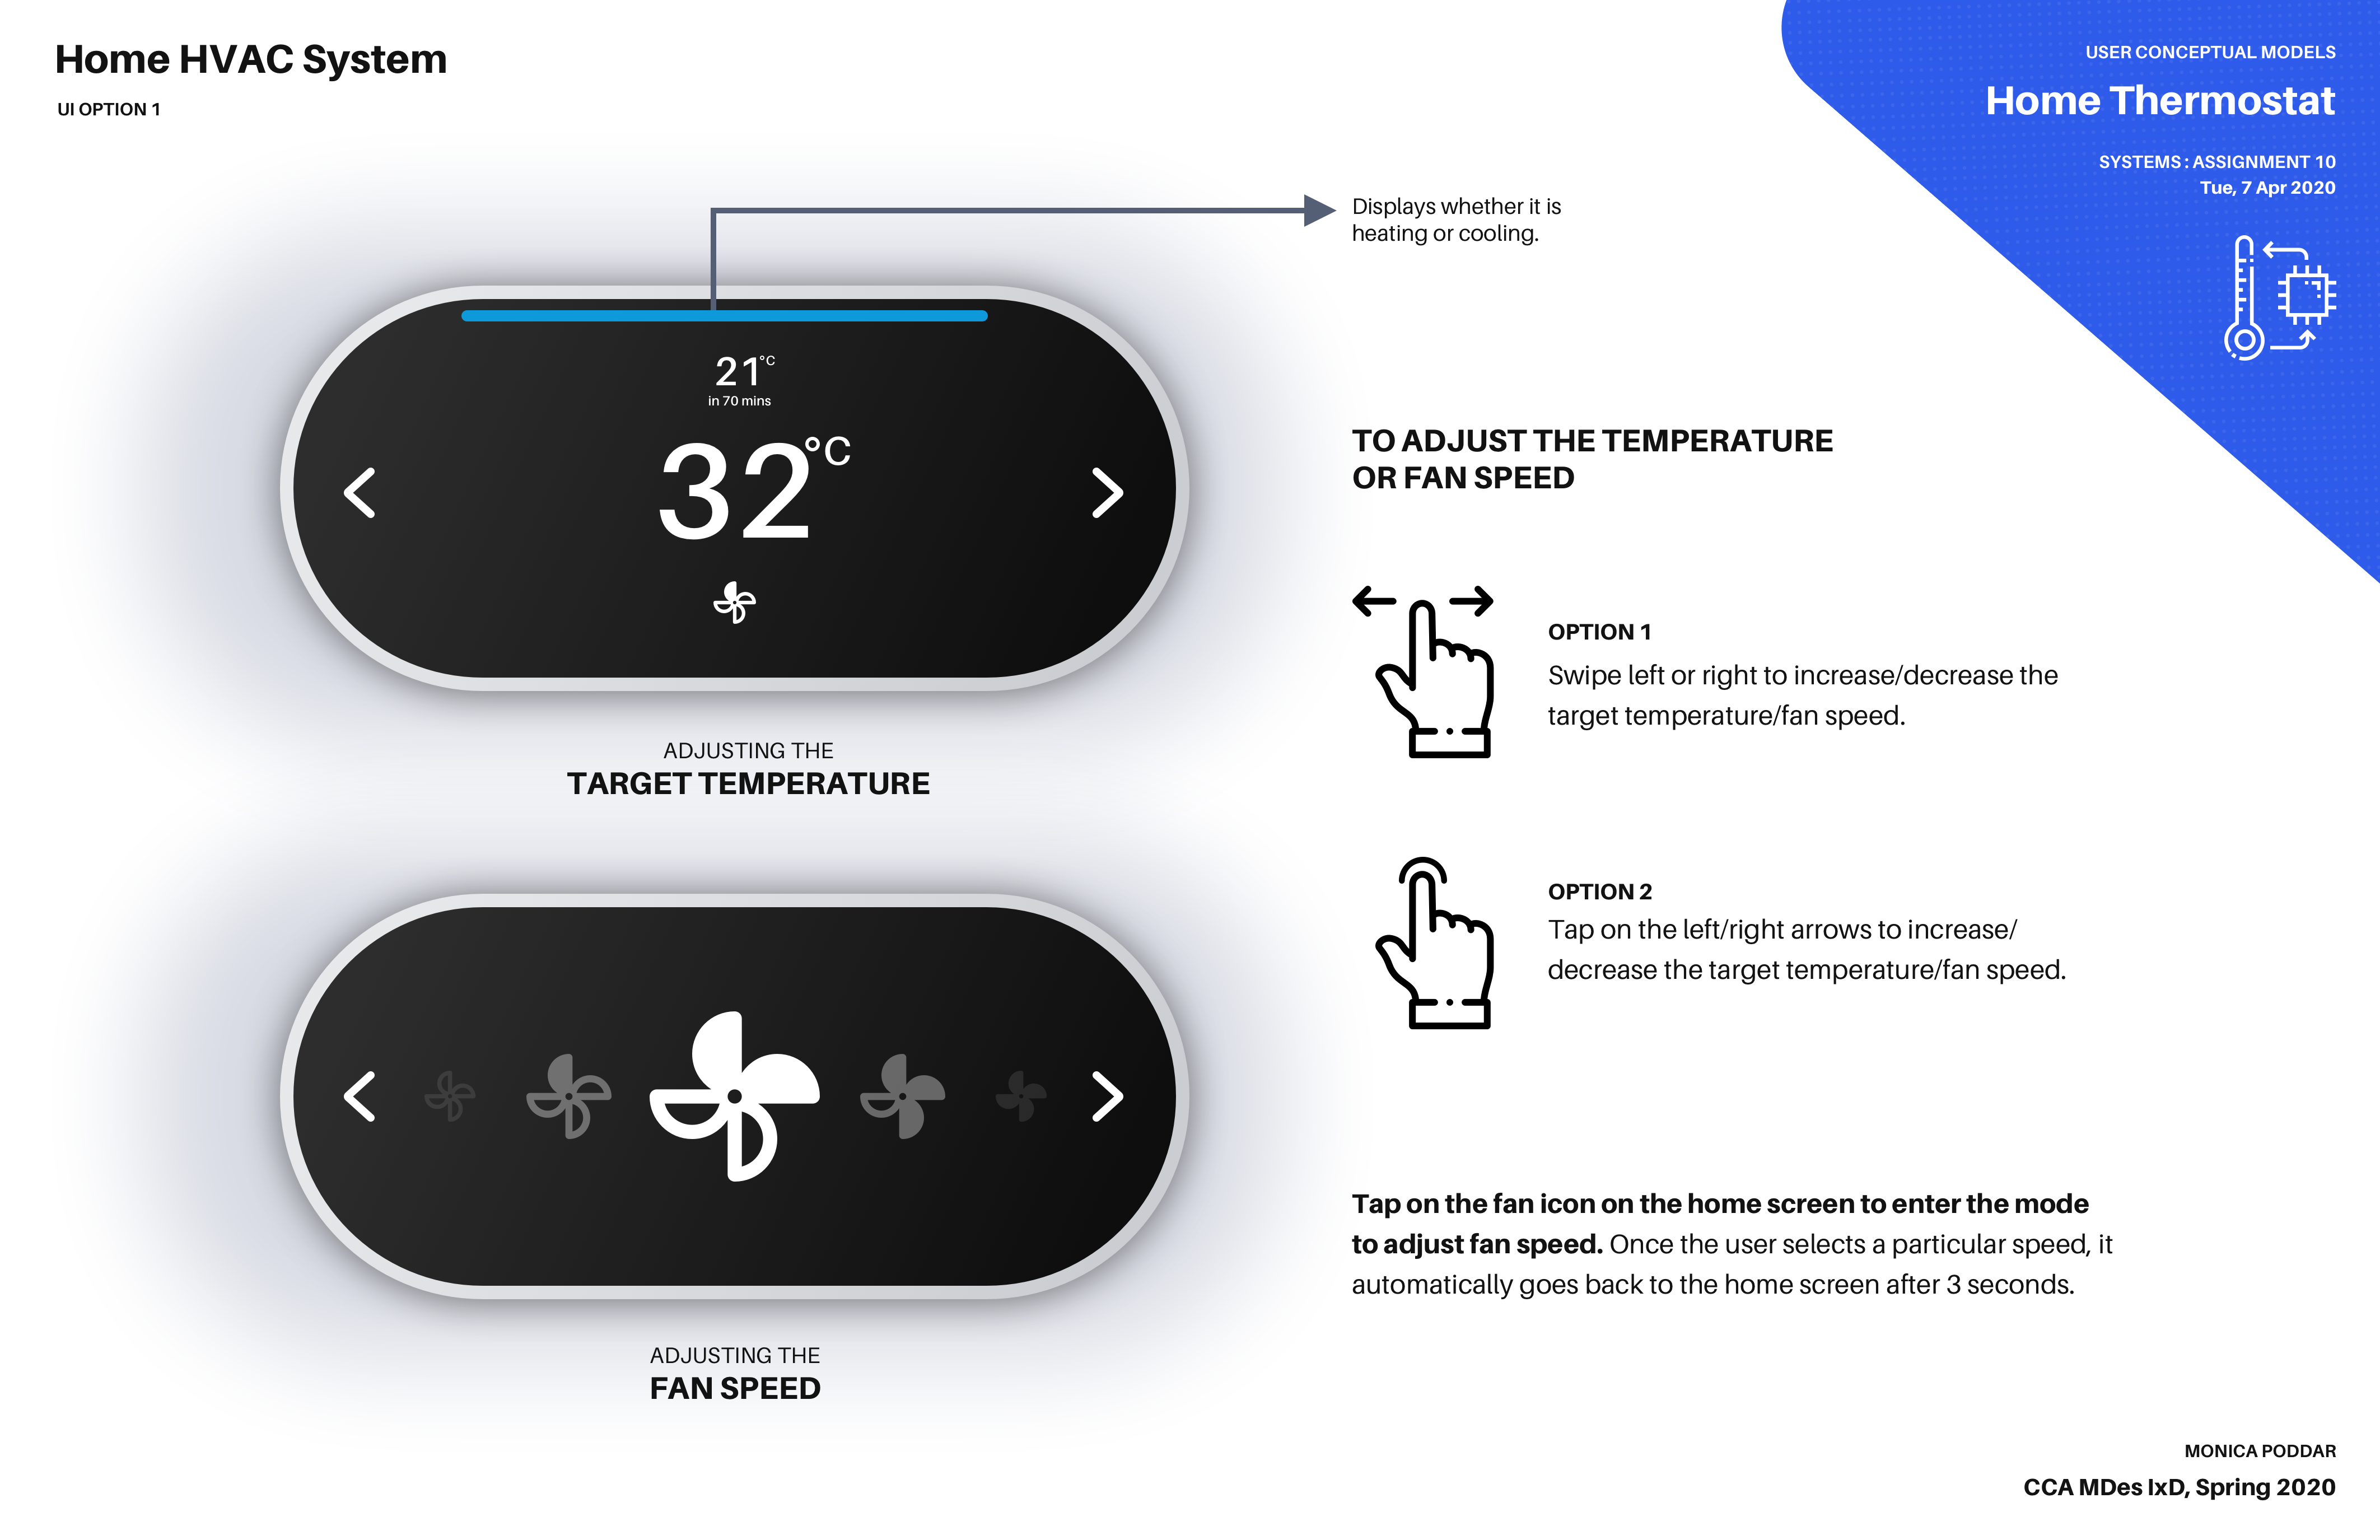 Home HVAC System
UI OPTION 1
USER CONCEPTUAL MODELS
Home Thermostat
SYSTEMS : ASSIGNMENT 10
Tue, 7 Apr 2020
Displays whether it is
heating or cooling.
21°C
in 70 mins
32°C
ADJUSTING THE
TARGET TEMPERATURE
TO ADJUST THE TEMPERATURE
OR FAN SPEED
OPTION 1
Swipe left or right to increase/decrease the
target temperature/fan speed.
OPTION 2
Tap on the left/right arrows to increase/
decrease the target temperature/fan speed.
Tap on the fan icon on the home screen to enter the mode
to adjust fan speed. Once the user selects a particular speed, it
automatically goes back to the home screen after 3 seconds.
ADJUSTING THE
FAN SPEED
MONICA PODDAR
CCA MDes IxD, Spring 2020